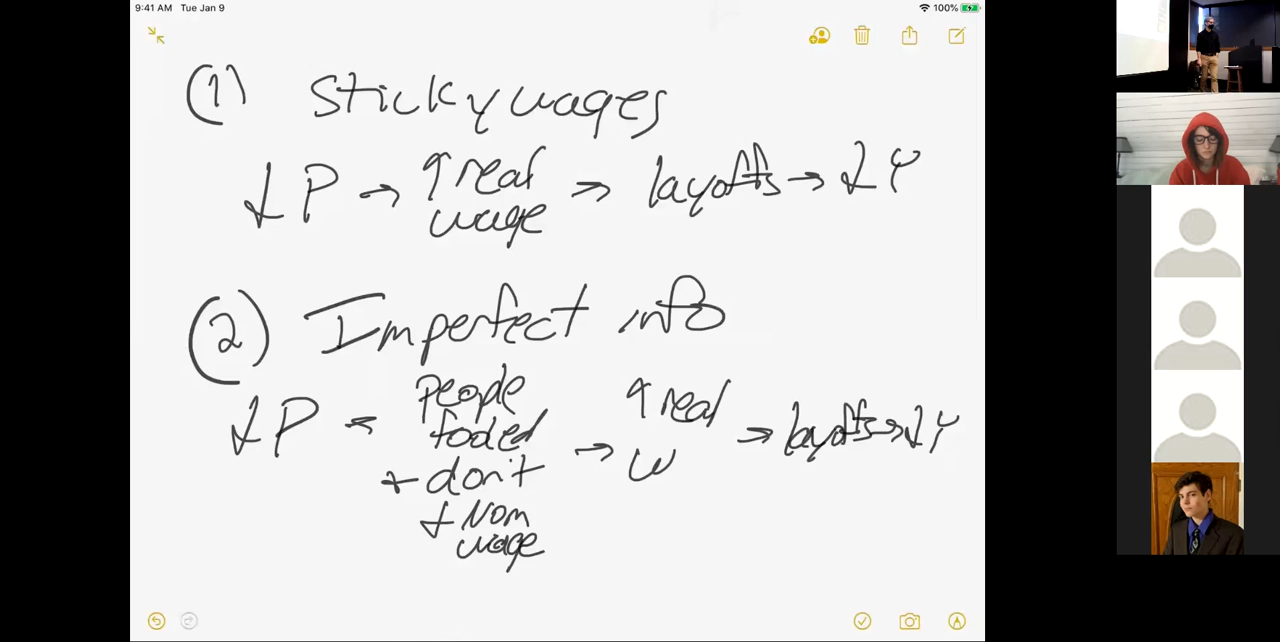 9:41 AM Tue Jan 9
100%
(1) Sticky wages
↓ P → ↑ real wage → layoffs → ↓ Y
(2) Imperfect info
↓ P → people fooled + don't ↓ Nom wage → ↑ real w → layoffs → ↓ Y